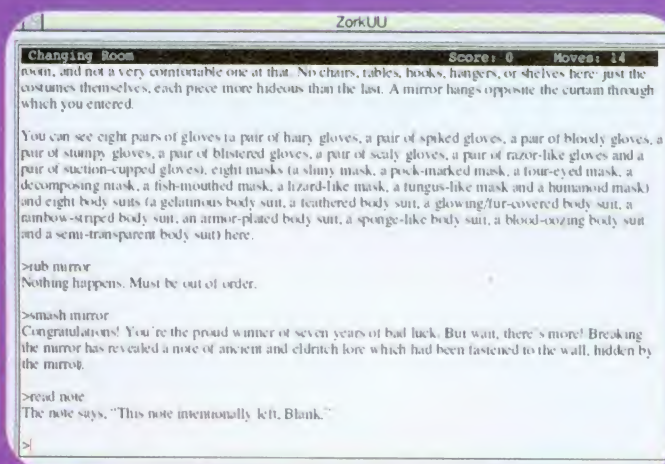 ZorkUU
Changing Room Score: 0 Moves: 14
room, and not a very comfortable one at that. No chairs, tables, hooks, hangers, or shelves here: just the
costumes themselves, each piece more hideous than the last. A mirror hangs opposite the curtain through
which you entered.
You can see eight pairs of gloves (a pair of hairy gloves, a pair of spiked gloves, a pair of bloody gloves, a
pair of stumpy gloves, a pair of blistered gloves, a pair of scaly gloves, a pair of razor-like gloves and a
pair of suction-cupped gloves), eight masks (a slimy mask, a pock-marked mask, a four-eyed mask, a
decomposing mask, a fish-mouthed mask, a lizard-like mask, a fungus-like mask and a humanoid mask)
and eight body suits (a gelatinous body suit, a feathered body suit, a glowing/fur-covered body suit, a
rainbow-striped body suit, an armor-plated body suit, a sponge-like body suit, a blood-oozing body suit
and a semi-transparent body suit) here.
>rub mirror
Nothing happens. Must be out of order.
>smash mirror
Congratulations! You're the proud winner of seven years of bad luck. But wait, there's more! Breaking
the mirror has revealed a note of ancient and eldritch lore which had been fastened to the wall, hidden by
the mirror.
>read note
The note says, "This note intentionally left, Blank."
>